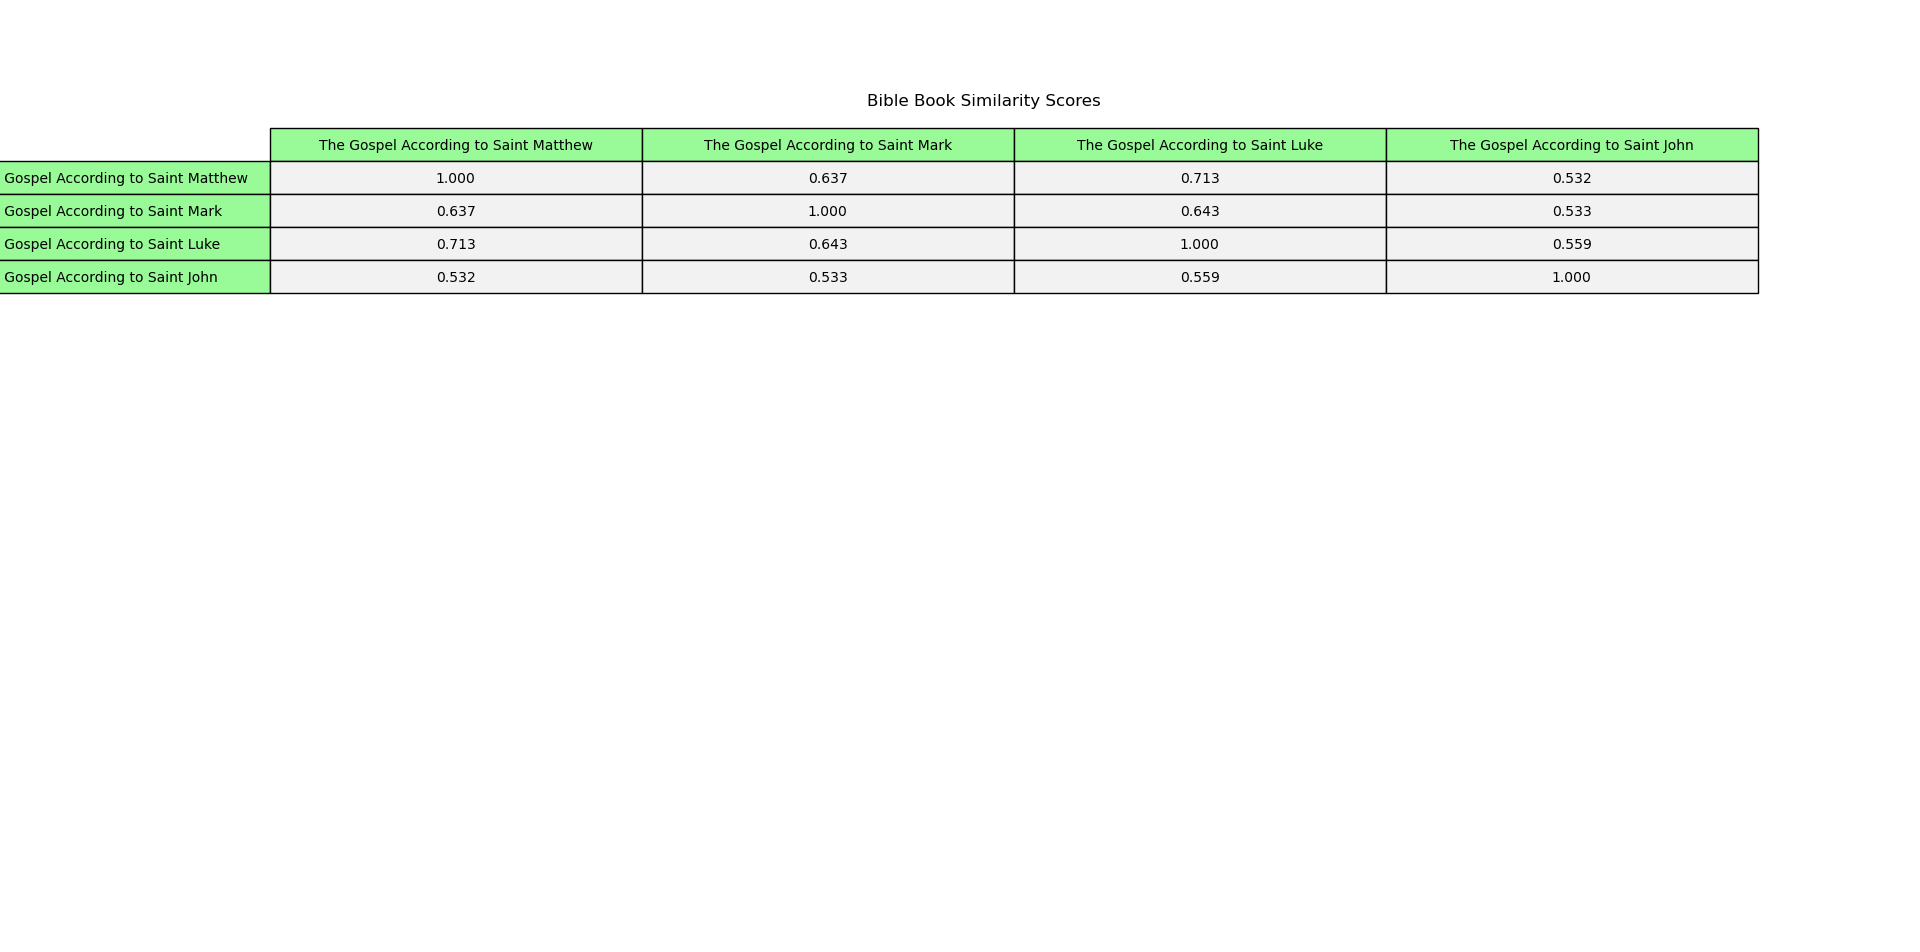 Bible Book Similarity Scores
The Gospel According to Saint Matthew The Gospel According to Saint Mark The Gospel According to Saint Luke The Gospel According to Saint John
Gospel According to Saint Matthew 1.000 0.637 0.713 0.532
Gospel According to Saint Mark 0.637 1.000 0.643 0.533
Gospel According to Saint Luke 0.713 0.643 1.000 0.559
Gospel According to Saint John 0.532 0.533 0.559 1.000